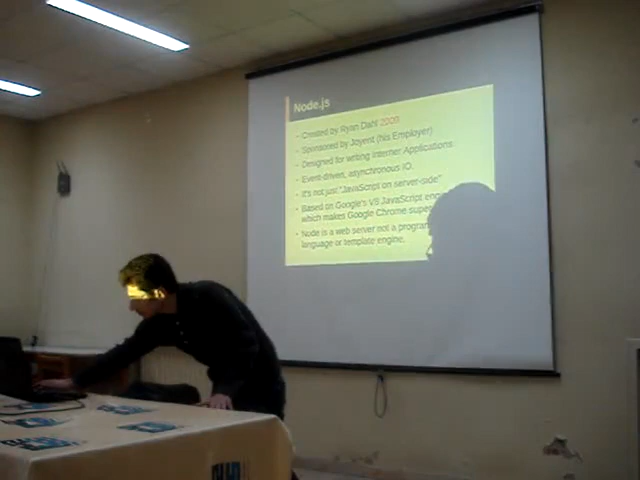 Node.js
- Created by Ryan Dahl 2009
- Sponsored by Joyent (his Employer)
- Designed for writing Internet Applications
- Event-driven, asynchronous IO.
- It's not just "JavaScript on server-side"
- Based on Google's V8 JavaScript
which makes Google Chrome
- Node is a web server not a
language or template engine.